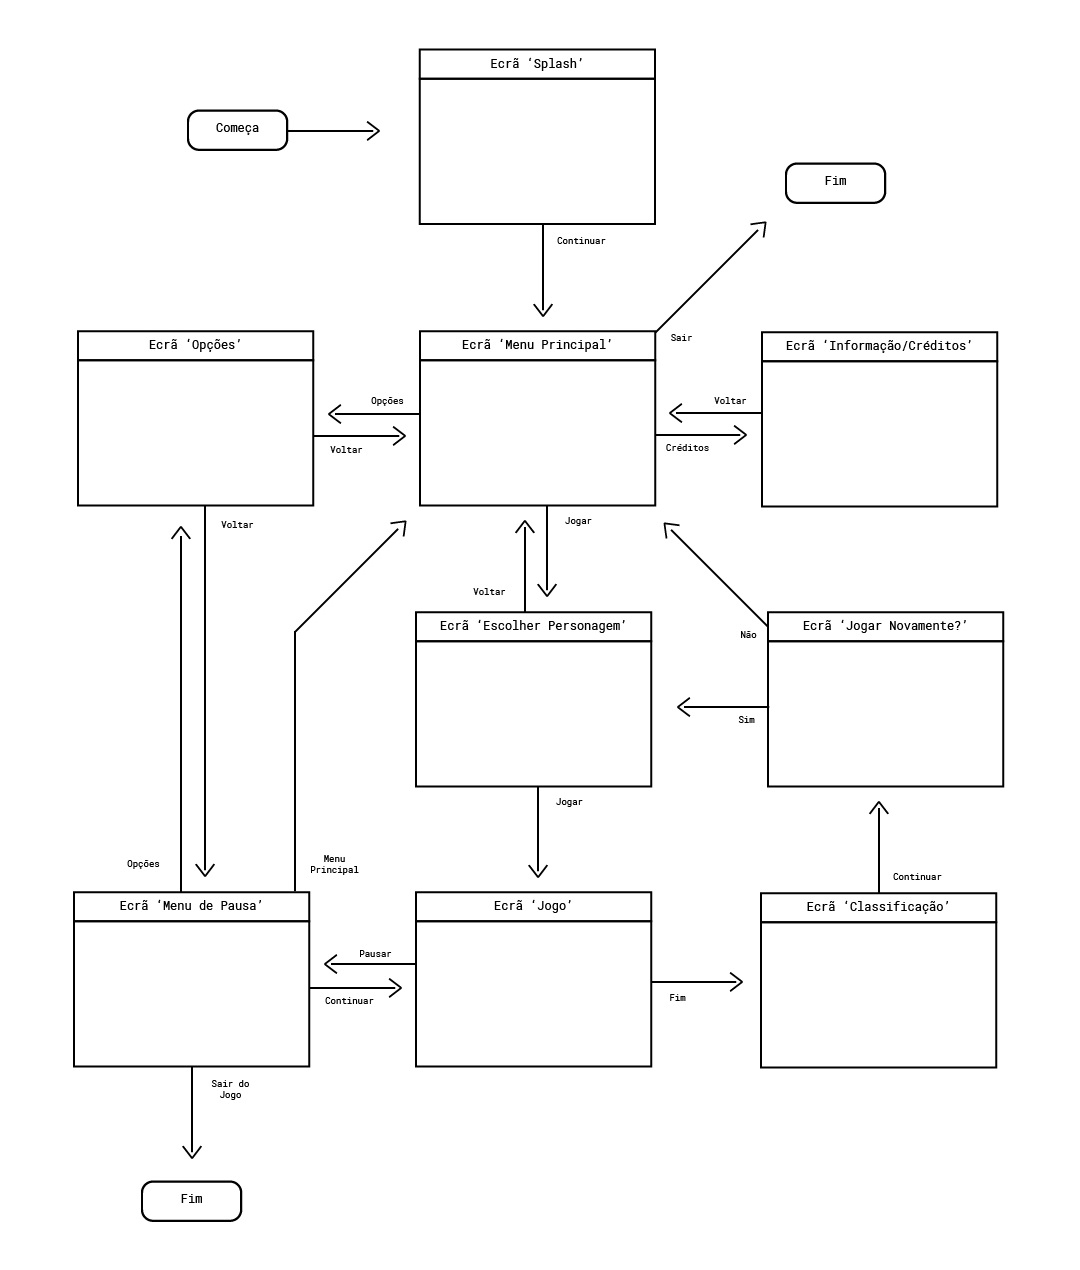 Ecrã ‘Splash’
Começa
Fim
Continuar
Sair
Ecrã ‘Opções’
Ecrã ‘Menu Principal’
Ecrã ‘Informação/Créditos’
Opções
Voltar
Voltar
Créditos
Voltar
Jogar
Voltar
Ecrã ‘Escolher Personagem’
Ecrã ‘Jogar Novamente?’
Não
Sim
Jogar
Opções
Menu
Principal
Continuar
Ecrã ‘Menu de Pausa’
Ecrã ‘Jogo’
Ecrã ‘Classificação’
Pausar
Continuar
Fim
Sair do
Jogo
Fim